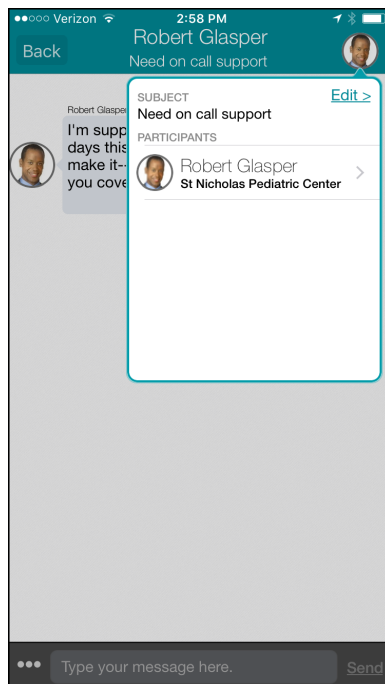 Verizon 2:58 PM
Back
Robert Glasper
Need on call support
SUBJECT
Edit >
Need on call support
PARTICIPANTS
Robert Glasper
St Nicholas Pediatric Center
Robert Glasper
I'm supp
days this
make it-
you cove
Type your message here.
Send